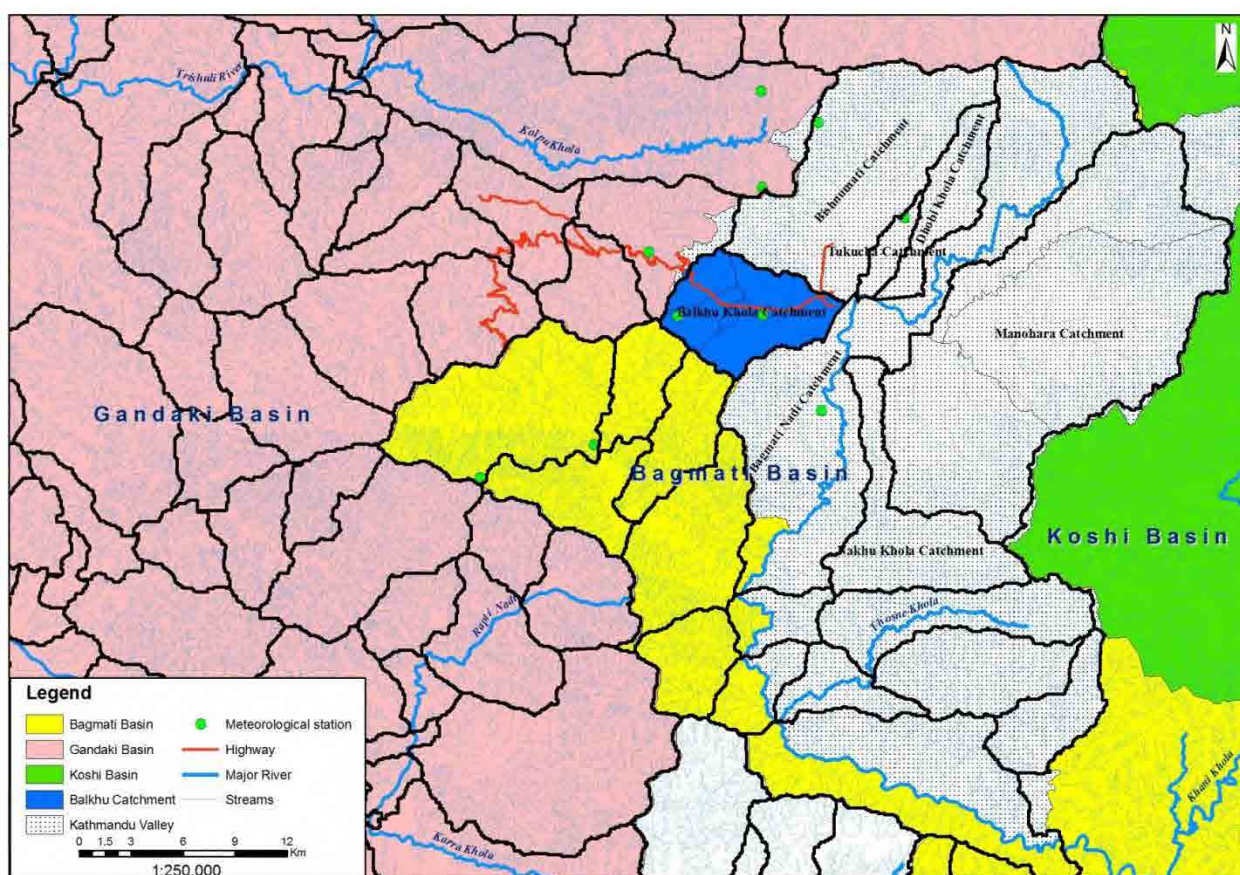 N
Trishuli River
Kolpu Khola
Bishnumati Catchment
Dhobi Khola Catchment
Tukucha Catchment
Balkhu Khola Catchment
Manohara Catchment
Bagmati Nadi Catchment
Gandaki Basin
Bagmati Basin
Koshi Basin
Nakhu Khola Catchment
Thosne Khola
Rapti Nadi
Khani Khola
Karra Khola
Legend
Bagmati Basin
Gandaki Basin
Koshi Basin
Balkhu Catchment
Kathmandu Valley
Meteorological station
Highway
Major River
Streams
0 1.5 3 6 9 12
Km
1:250,000